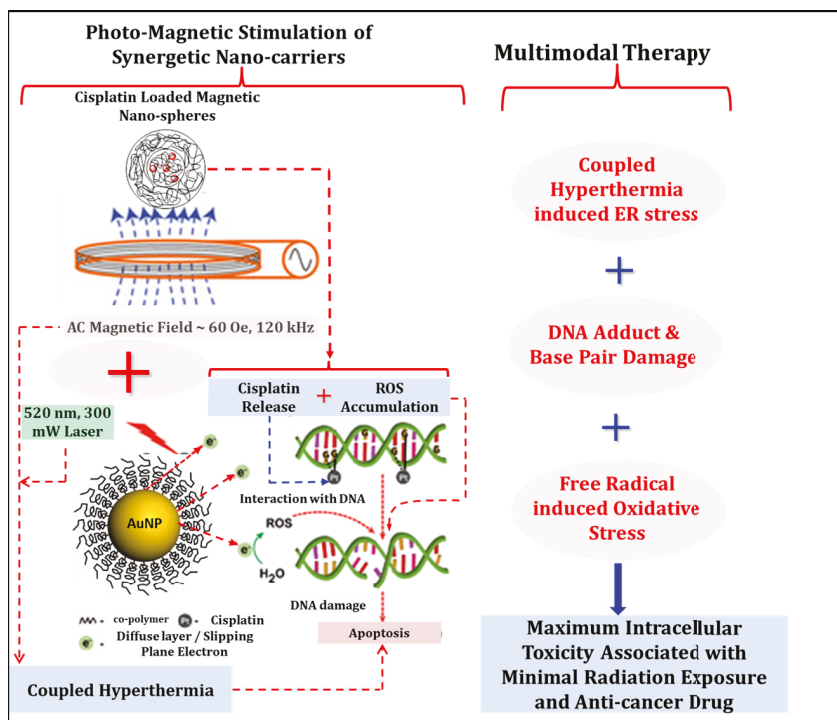 Photo-Magnetic Stimulation of
Synergetic Nano-carriers
Cisplatin Loaded Magnetic
Nano-spheres
AC Magnetic Field ~ 60 Oe, 120 kHz
+
520 nm, 300
mW Laser
Cisplatin
Release
+
ROS
Accumulation
e-
e-
e-
AuNP
G
G
G
G
Pt
Pt
Interaction with DNA
ROS
H₂O
DNA damage
co-polymer
Pt - Cisplatin
e- - Diffuse layer / Slipping
Plane Electron
Apoptosis
Coupled Hyperthermia
Multimodal Therapy
Coupled
Hyperthermia
induced ER stress
+
DNA Adduct &
Base Pair Damage
+
Free Radical
induced Oxidative
Stress
Maximum Intracellular
Toxicity Associated with
Minimal Radiation Exposure
and Anti-cancer Drug